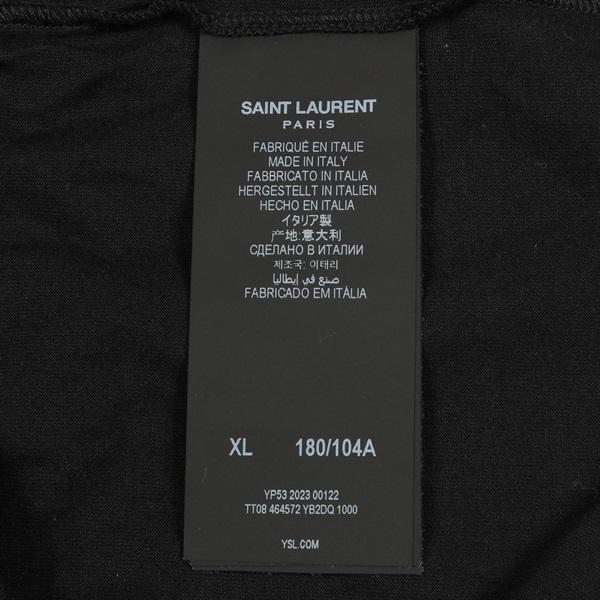 SAINT LAURENT
PARIS
FABRIQUÉ EN ITALIE
MADE IN ITALY
FABBRICATO IN ITALIA
HERGESTELLT IN ITALIEN
HECHO EN ITALIA
イタリア製
产地:意大利
СДЕЛАНО В ИТАЛИИ
제조국: 이태리
صنع في إيطاليا
FABRICADO EM ITÁLIA
XL 180/104A
YP53 2023 00122
TT08 464572 YB2DQ 1000
YSL.COM